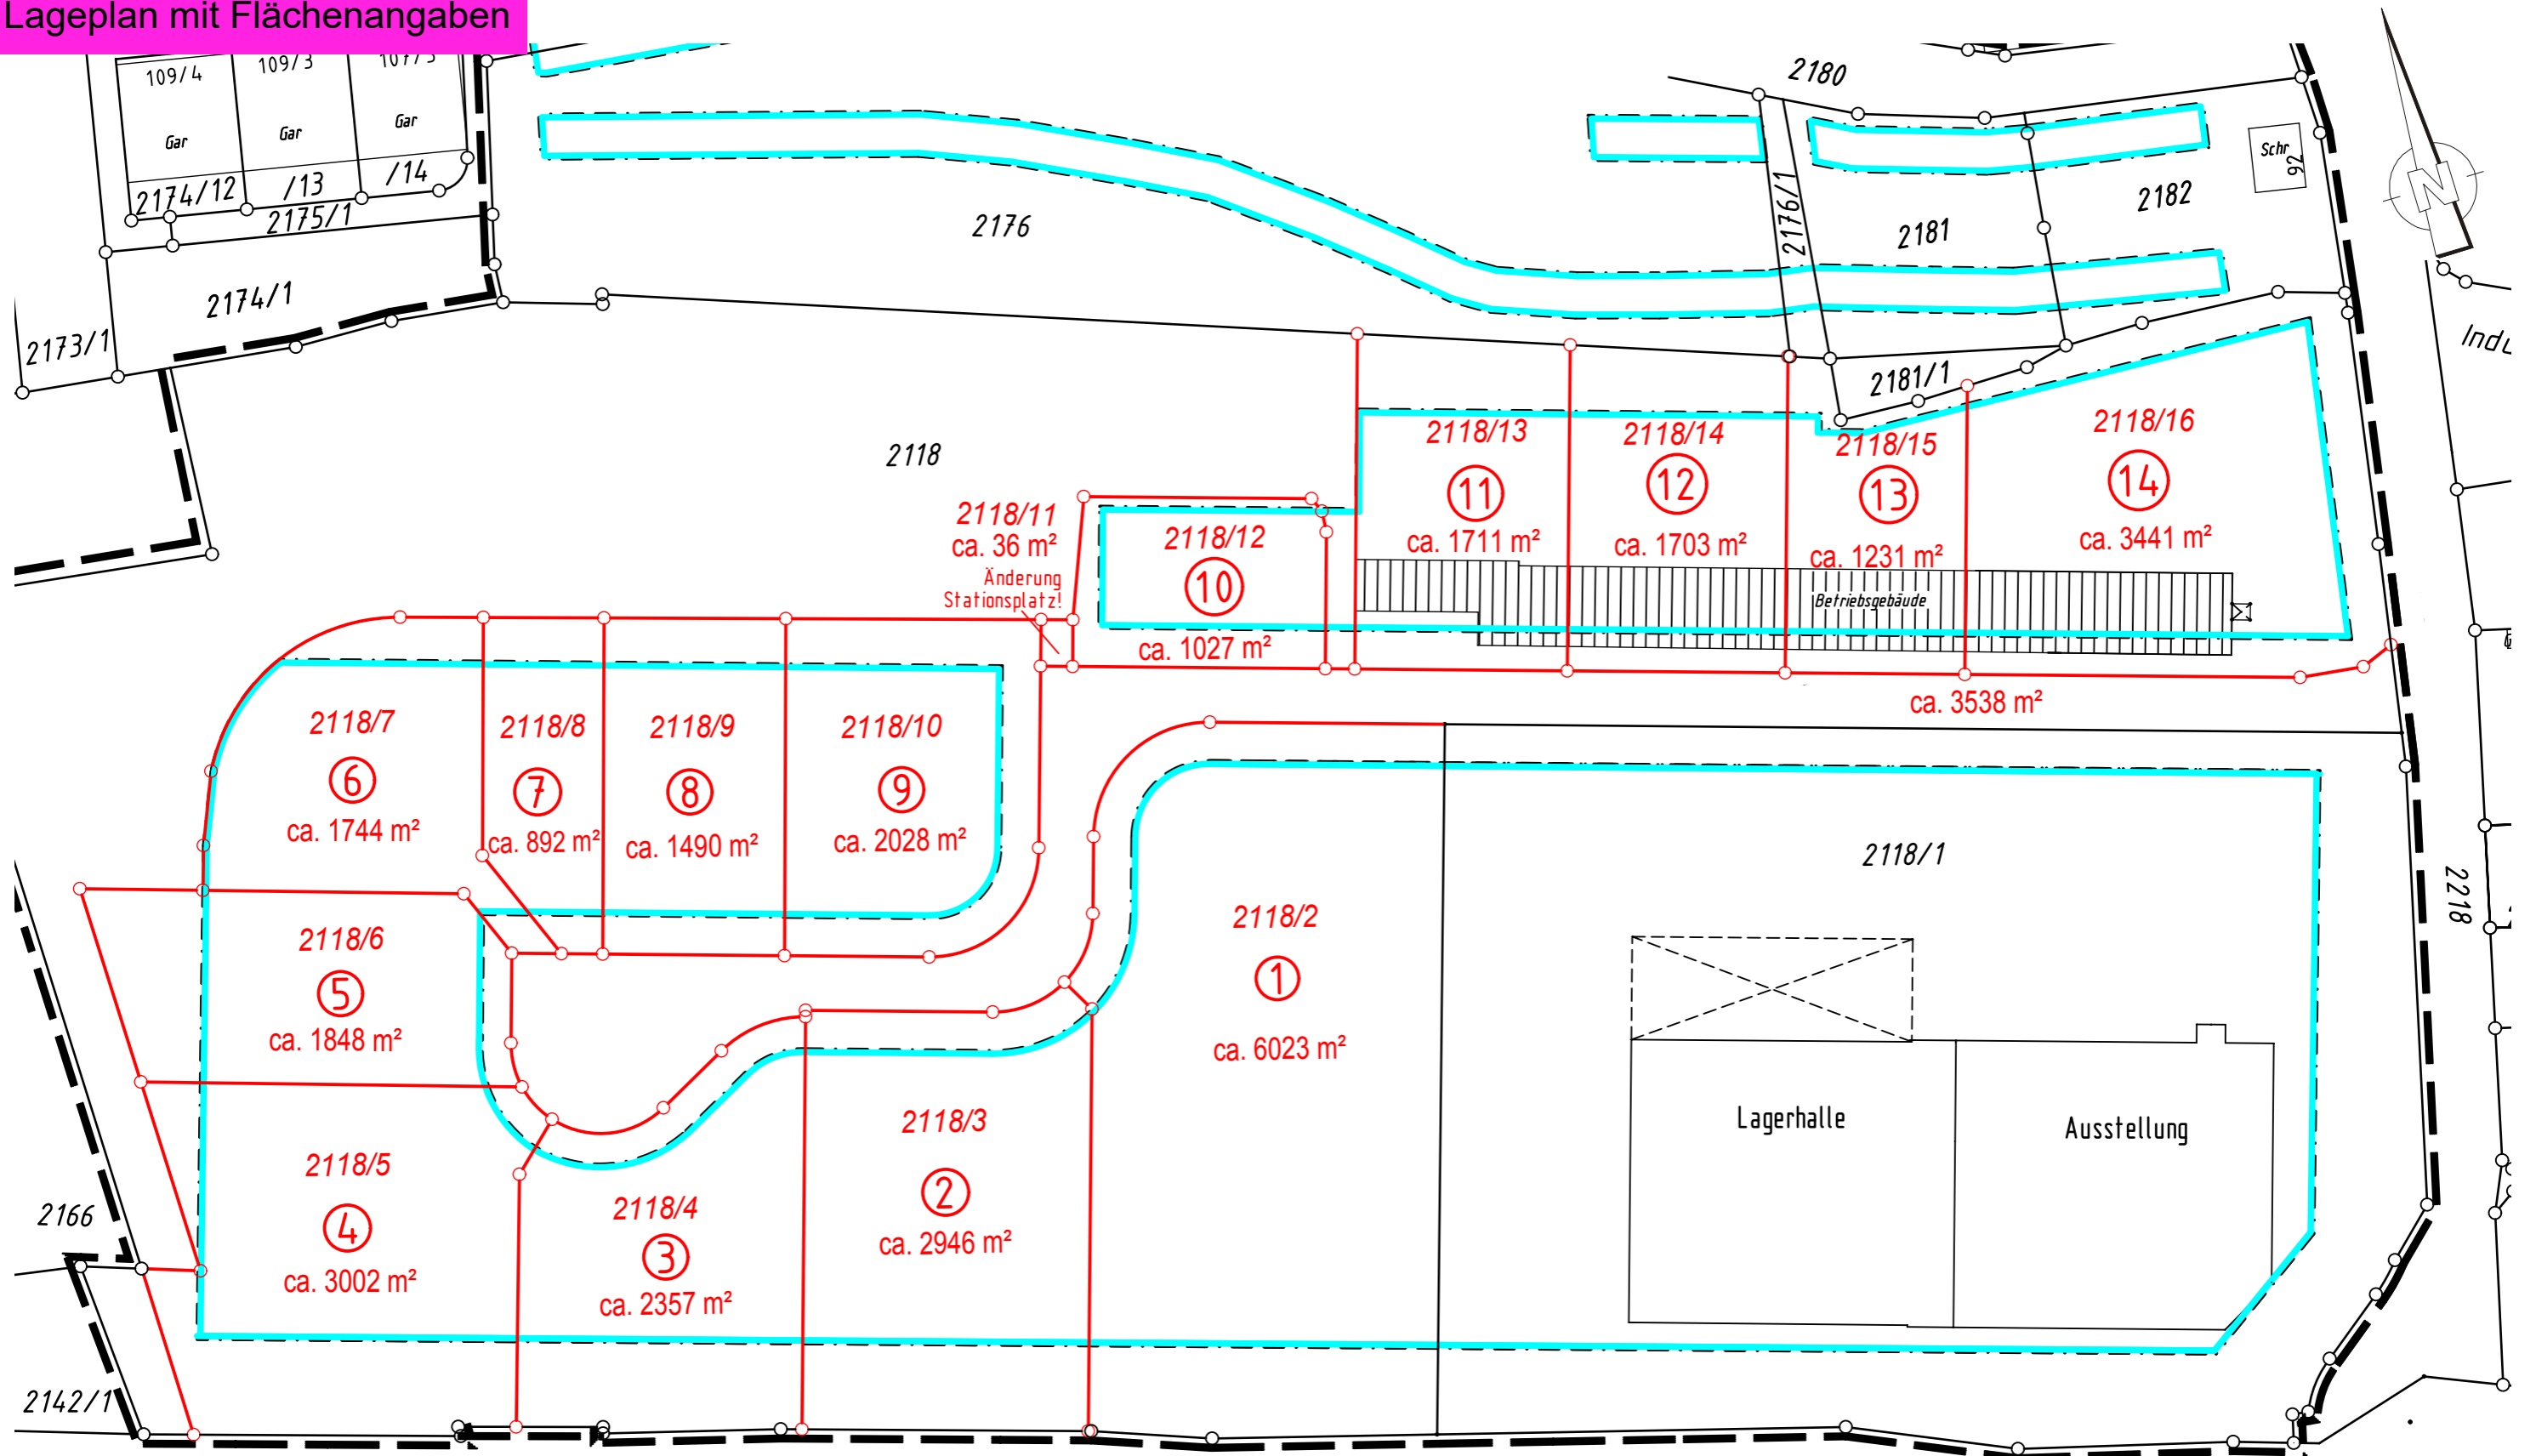 Lageplan mit Flächenangaben
109/4
109/3
Gar
Gar
Gar
2174/12
/13
/14
2175/1
2174/1
2173/1
2176
2180
2176/1
2181
2182
Schr
92
N
2181/1
2118
2118/11
ca. 36 m²
Änderung
Stationsplatz!
2118/12
10
ca. 1027 m²
2118/13
11
ca. 1711 m²
2118/14
12
ca. 1703 m²
2118/15
13
ca. 1231 m²
2118/16
14
ca. 3441 m²
Betriebsgebäude
ca. 3538 m²
2118/7
6
ca. 1744 m²
2118/8
7
ca. 892 m²
2118/9
8
ca. 1490 m²
2118/10
9
ca. 2028 m²
2118/6
5
ca. 1848 m²
2118/5
4
ca. 3002 m²
2118/4
3
ca. 2357 m²
2118/3
2
ca. 2946 m²
2118/2
1
ca. 6023 m²
2118/1
2218
Lagerhalle
Ausstellung
2166
2142/1